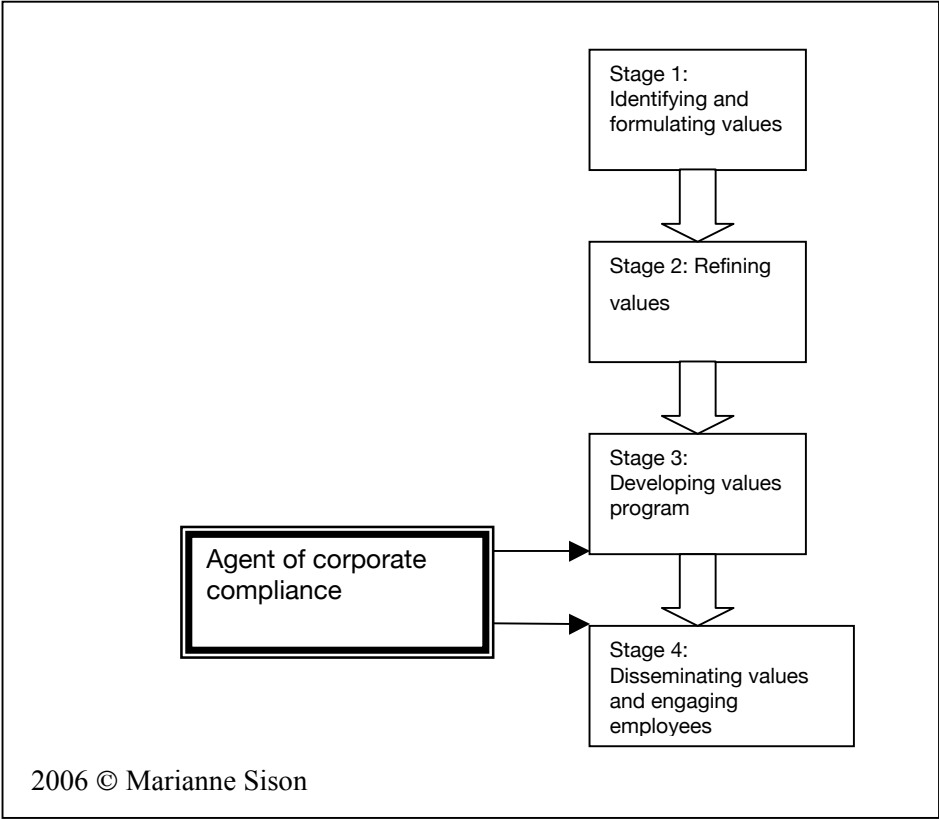 Stage 1:
Identifying and
formulating values
Stage 2: Refining
values
Stage 3:
Developing values
program
Agent of corporate
compliance
Stage 4:
Disseminating values
and engaging
employees
2006 © Marianne Sison